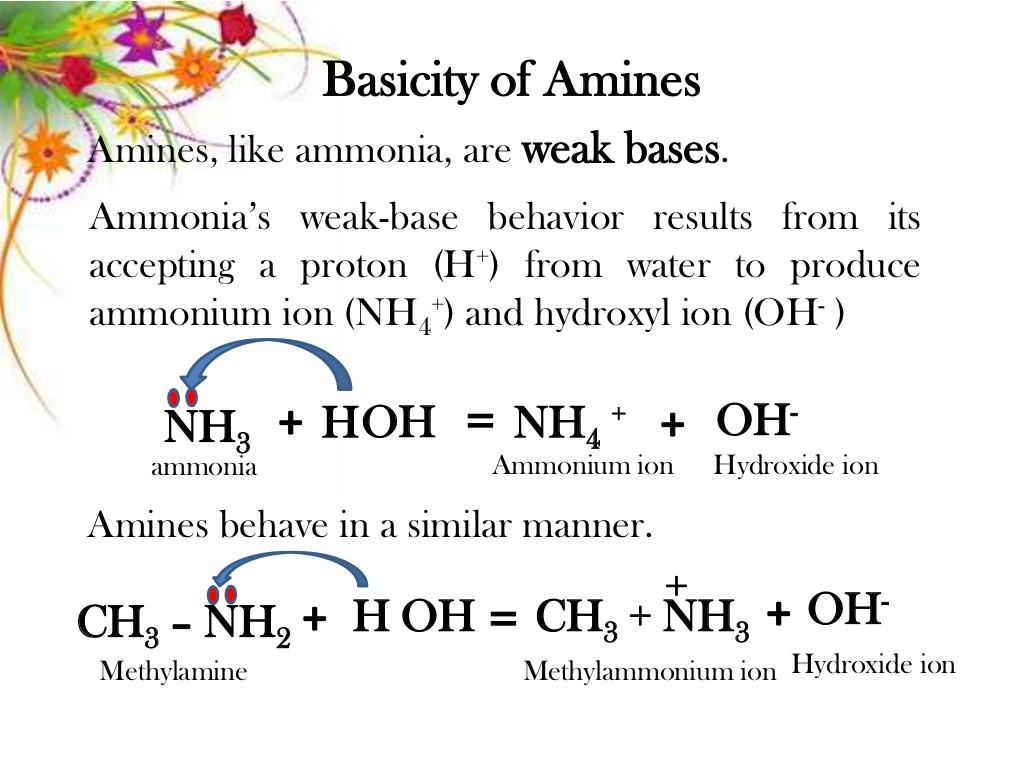 Basicity of Amines
Amines, like ammonia, are weak bases.
Ammonia’s weak-base behavior results from its
accepting a proton (H⁺) from water to produce
ammonium ion (NH₄⁺) and hydroxyl ion (OH⁻ )
NH₃ + HOH = NH₄ ⁺ + OH⁻
ammonia Ammonium ion Hydroxide ion
Amines behave in a similar manner.
+
CH₃ – NH₂ + H OH = CH₃ + NH₃ + OH⁻
Methylamine Methylammonium ion Hydroxide ion